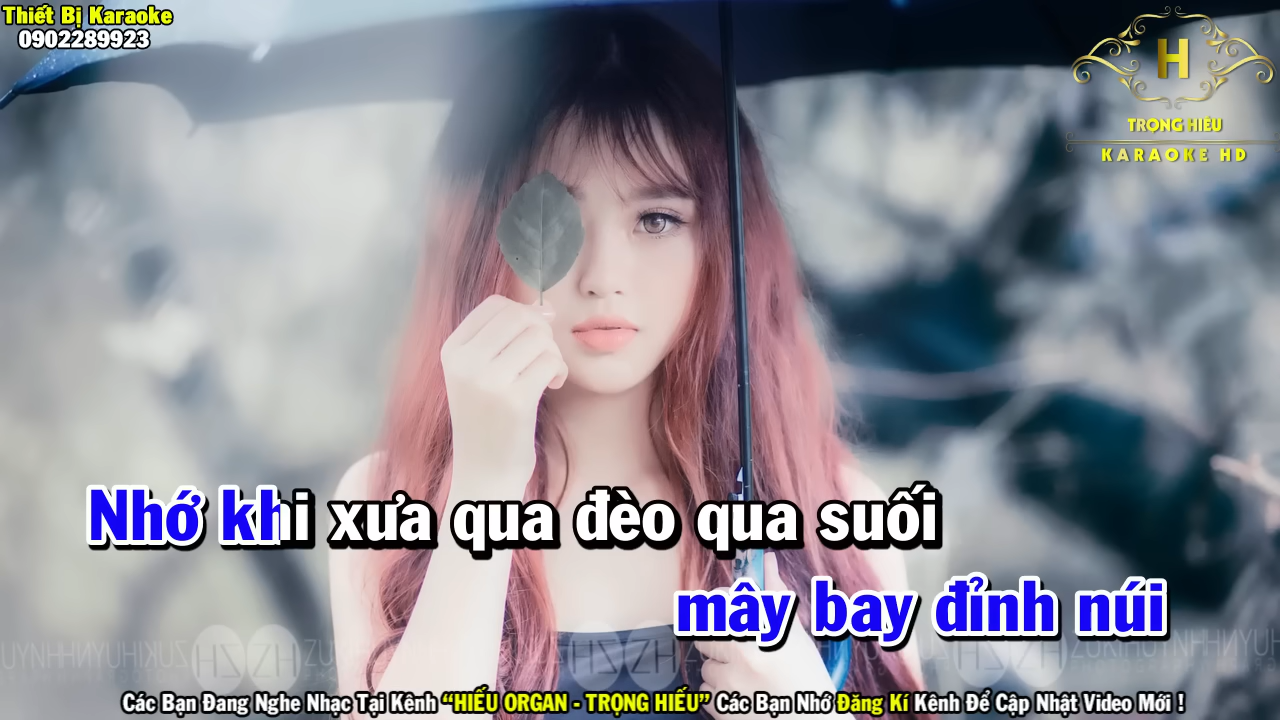 Thiết Bị Karaoke
0902289923
H
TRỌNG HIẾU
KARAOKE HD
Nhớ khi xưa qua đèo qua suối
mây bay đỉnh núi
Các Bạn Đang Nghe Nhạc Tại Kênh “HIẾU ORGAN - TRỌNG HIẾU” Các Bạn Nhớ Đăng Kí Kênh Để Cập Nhật Video Mới !